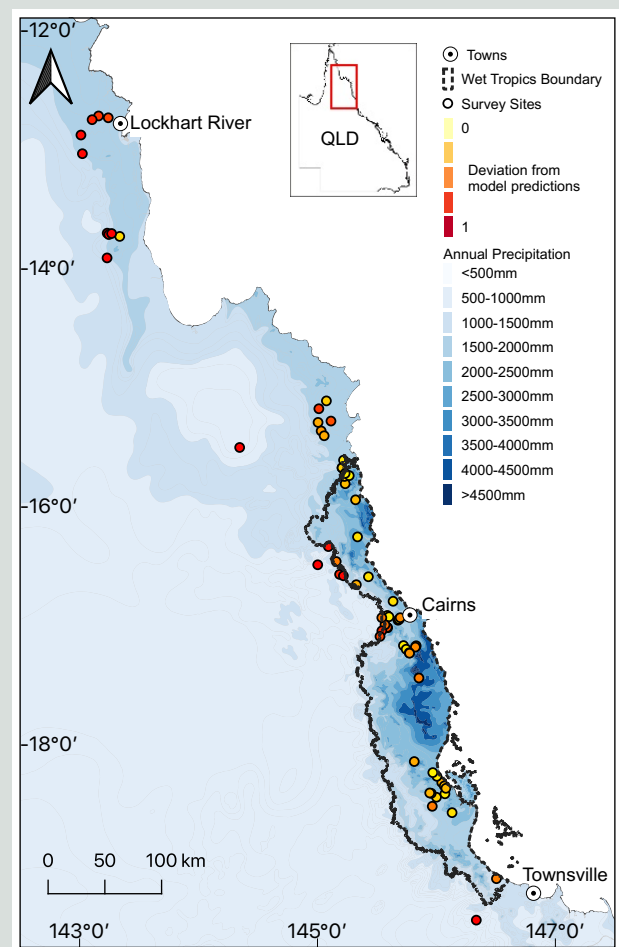 -12°0′
Lockhart River
-14°0′
-16°0′
Cairns
-18°0′
Townsville
0 50 100 km
143°0′ 145°0′ 147°0′
QLD
Towns
Wet Tropics Boundary
Survey Sites
0
Deviation from
model predictions
1
Annual Precipitation
<500mm
500-1000mm
1000-1500mm
1500-2000mm
2000-2500mm
2500-3000mm
3000-3500mm
3500-4000mm
4000-4500mm
>4500mm